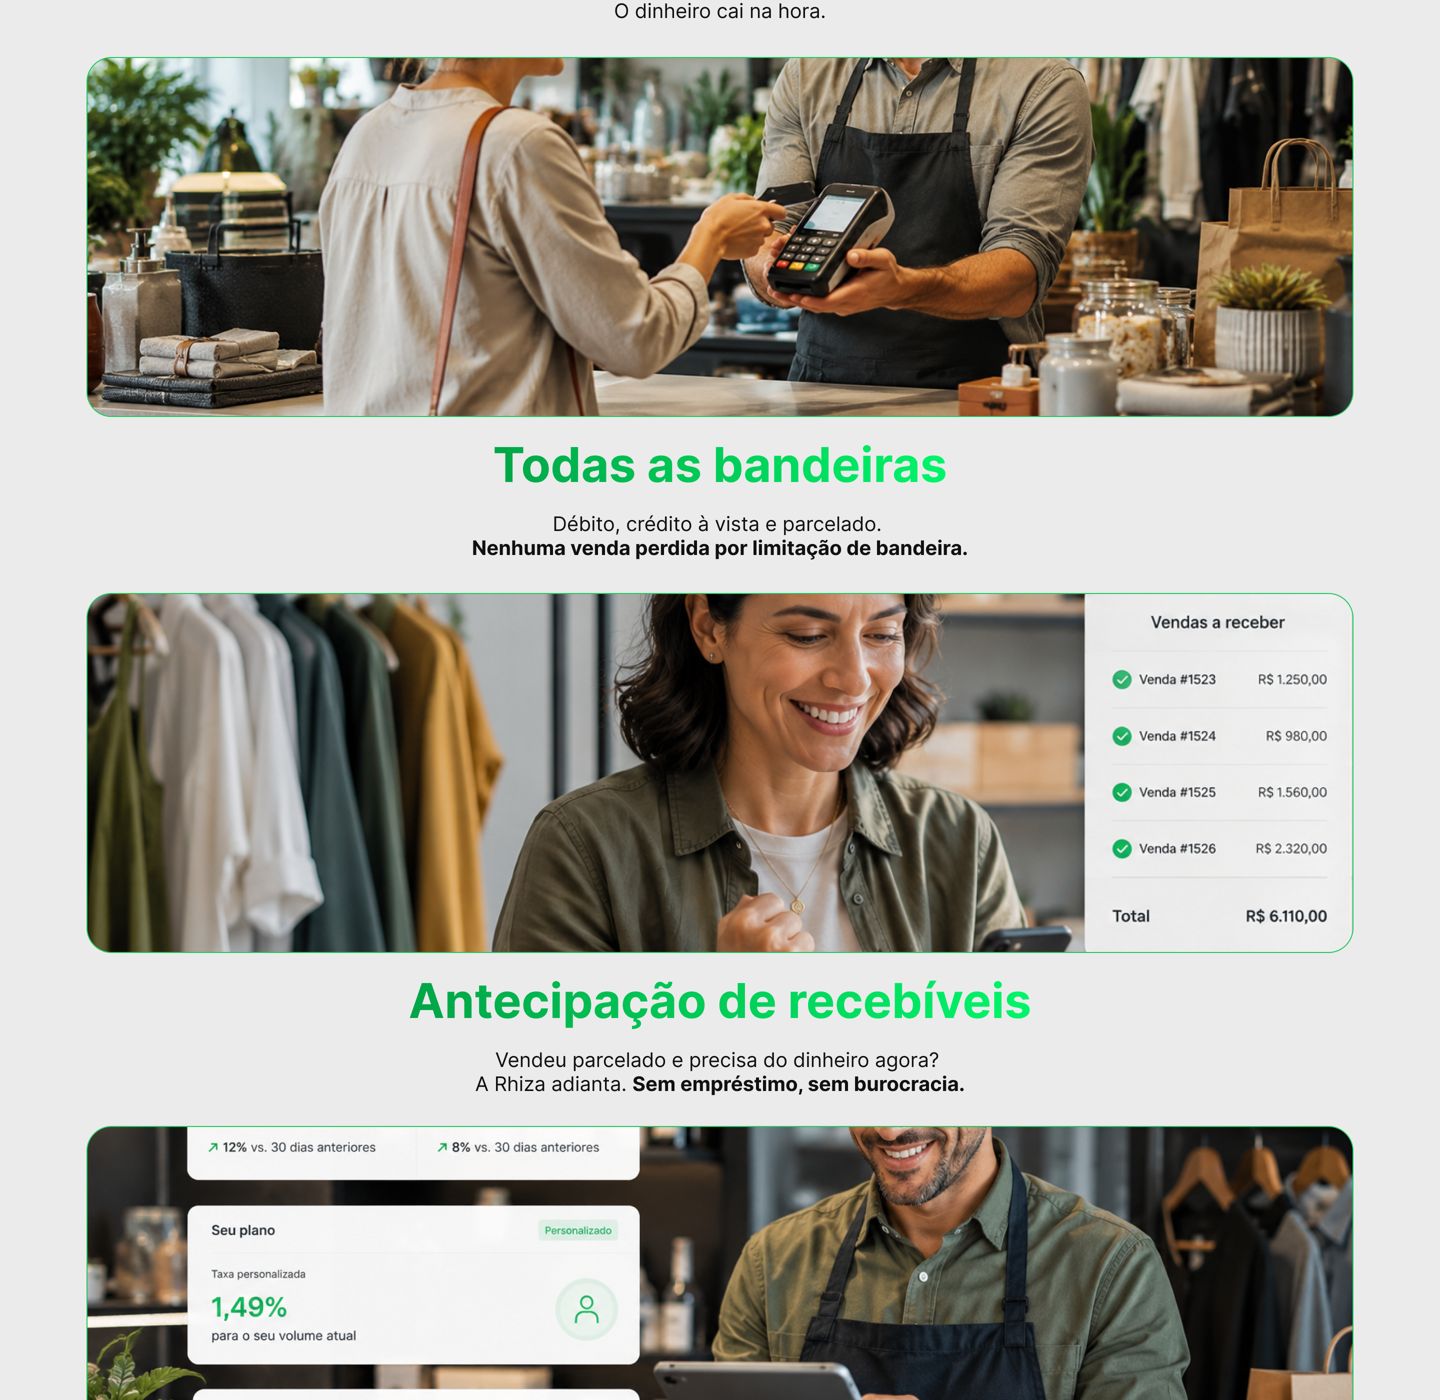 O dinheiro cai na hora.
Todas as bandeiras
Débito, crédito à vista e parcelado.
Nenhuma venda perdida por limitação de bandeira.
Vendas a receber
Venda #1523 R$ 1.250,00
Venda #1524 R$ 980,00
Venda #1525 R$ 1.560,00
Venda #1526 R$ 2.320,00
Total R$ 6.110,00
Antecipação de recebíveis
Vendeu parcelado e precisa do dinheiro agora?
A Rhiza adianta. Sem empréstimo, sem burocracia.
12% vs. 30 dias anteriores 8% vs. 30 dias anteriores
Seu plano Personalizado
Taxa personalizada
1,49%
para o seu volume atual